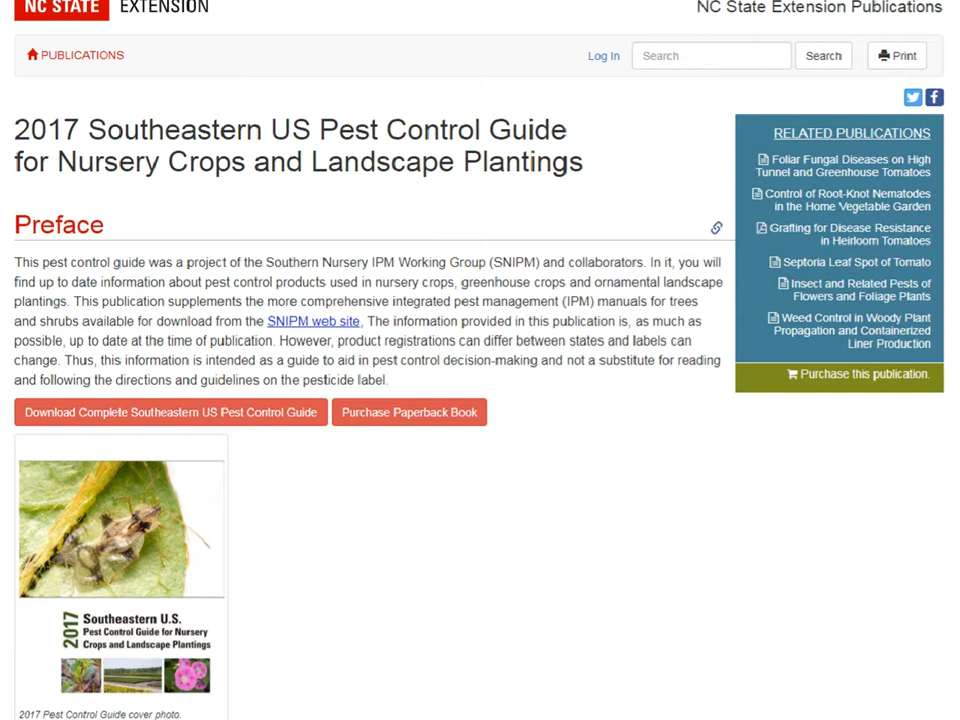 NC STATE EXTENSION
NC State Extension Publications
PUBLICATIONS
Log In
Search
Search
Print
2017 Southeastern US Pest Control Guide
for Nursery Crops and Landscape Plantings
Preface
This pest control guide was a project of the Southern Nursery IPM Working Group (SNIPM) and collaborators. In it, you will
find up to date information about pest control products used in nursery crops, greenhouse crops and ornamental landscape
plantings. This publication supplements the more comprehensive integrated pest management (IPM) manuals for trees
and shrubs available for download from the SNIPM web site, The information provided in this publication is, as much as
possible, up to date at the time of publication. However, product registrations can differ between states and labels can
change. Thus, this information is intended as a guide to aid in pest control decision-making and not a substitute for reading
and following the directions and guidelines on the pesticide label.
Download Complete Southeastern US Pest Control Guide
Purchase Paperback Book
RELATED PUBLICATIONS
Foliar Fungal Diseases on High
Tunnel and Greenhouse Tomatoes
Control of Root-Knot Nematodes
in the Home Vegetable Garden
Grafting for Disease Resistance
in Heirloom Tomatoes
Septoria Leaf Spot of Tomato
Insect and Related Pests of
Flowers and Foliage Plants
Weed Control in Woody Plant
Propagation and Containerized
Liner Production
Purchase this publication.
2017
Southeastern U.S.
Pest Control Guide for Nursery
Crops and Landscape Plantings
2017 Pest Control Guide cover photo.